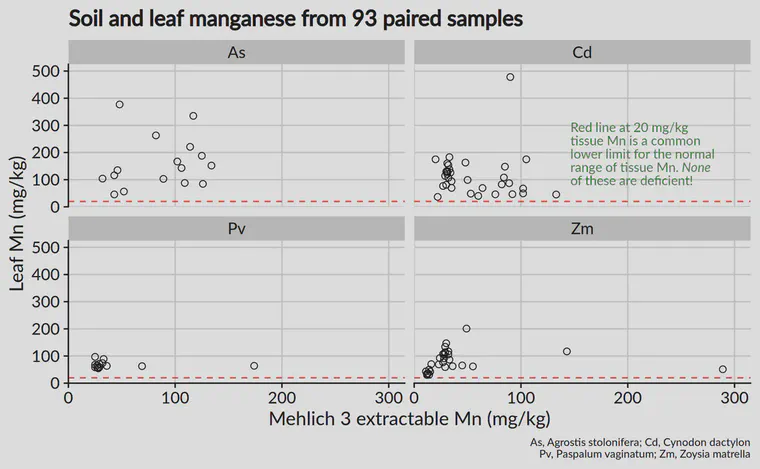 Soil and leaf manganese from 93 paired samples
As
Cd
500
400
300
200
100
0
Red line at 20 mg/kg
tissue Mn is a common
lower limit for the normal
range of tissue Mn. None
of these are deficient!
Pv
Zm
500
400
300
200
100
0
Leaf Mn (mg/kg)
0 100 200 300 0 100 200 300
Mehlich 3 extractable Mn (mg/kg)
As, Agrostis stolonifera; Cd, Cynodon dactylon
Pv, Paspalum vaginatum; Zm, Zoysia matrella